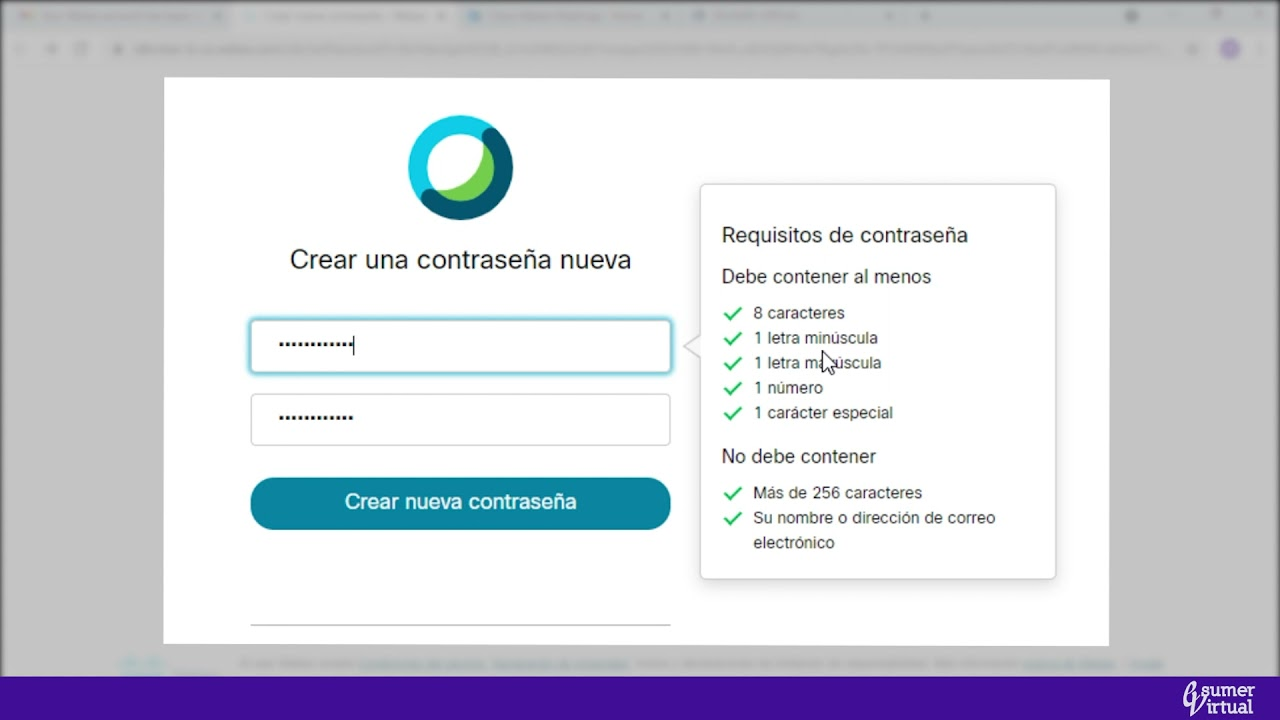 Crear una contraseña nueva
Crear nueva contraseña
Requisitos de contraseña
Debe contener al menos
8 caracteres
1 letra minúscula
1 letra mayúscula
1 número
1 carácter especial
No debe contener
Más de 256 caracteres
Su nombre o dirección de correo
electrónico
Esumer
Virtual